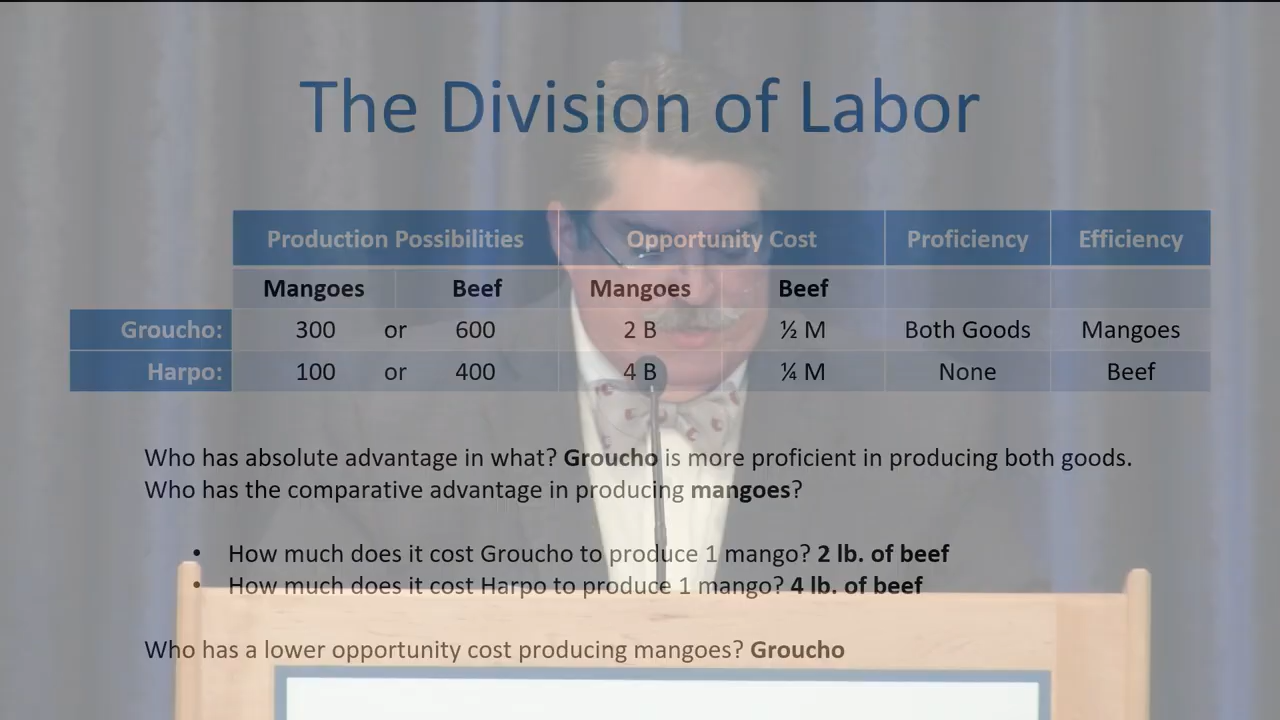 The Division of Labor
Production Possibilities Opportunity Cost Proficiency Efficiency
Mangoes Beef Mangoes Beef
Groucho: 300 or 600 2 B ½ M Both Goods Mangoes
Harpo: 100 or 400 4 B ¼ M None Beef
Who has absolute advantage in what? Groucho is more proficient in producing both goods.
Who has the comparative advantage in producing mangoes?
• How much does it cost Groucho to produce 1 mango? 2 lb. of beef
• How much does it cost Harpo to produce 1 mango? 4 lb. of beef
Who has a lower opportunity cost producing mangoes? Groucho